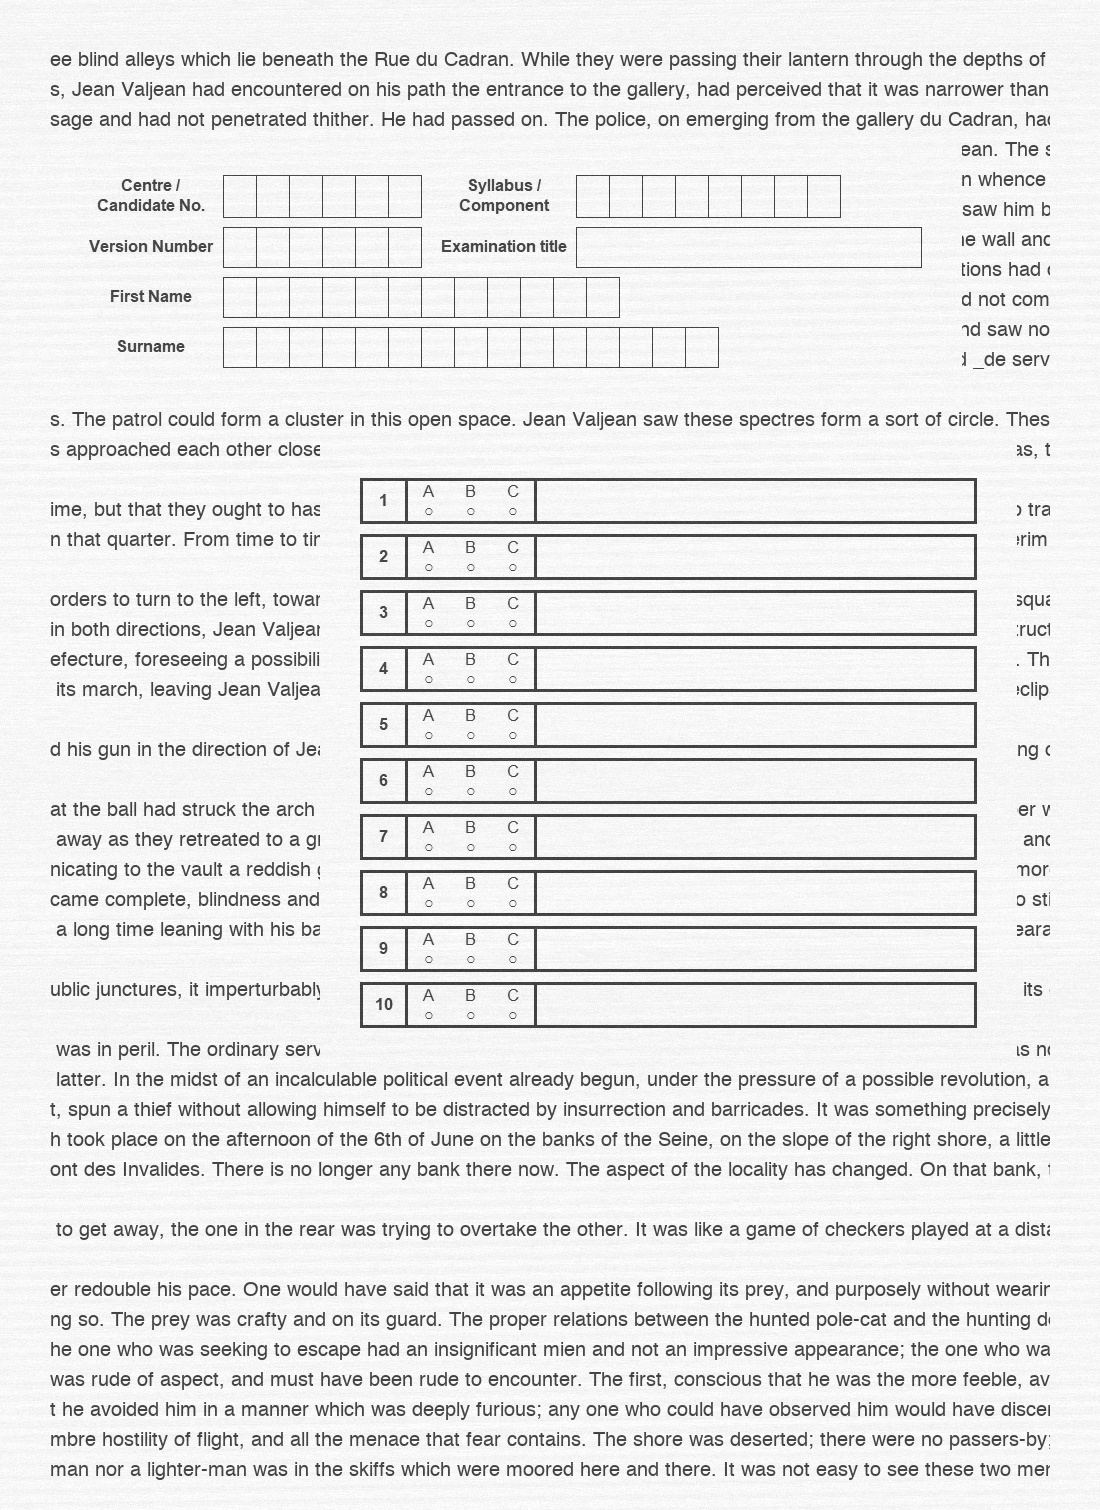 ee blind alleys which lie beneath the Rue du Cadran. While they were passing their lantern through the depths of
s, Jean Valjean had encountered on his path the entrance to the gallery, had perceived that it was narrower than
sage and had not penetrated thither. He had passed on. The police, on emerging from the gallery du Cadran, had
ean. The s
n whence
Centre / Candidate No.
Syllabus / Component
saw him b
Version Number
Examination title
e wall and
tions had
First Name
d not com
nd saw no
Surname
_de serv
s. The patrol could form a cluster in this open space. Jean Valjean saw these spectres form a sort of circle. Thes
s approached each other close
as, t
1 A B C
ime, but that they ought to has
tra
n that quarter. From time to tim
erim
2 A B C
orders to turn to the left, towar
squa
3 A B C
in both directions, Jean Valjean
truct
efecture, foreseeing a possibili
. Th
4 A B C
its march, leaving Jean Valjea
eclip
5 A B C
d his gun in the direction of Jea
ng
6 A B C
at the ball had struck the arch
er w
7 A B C
away as they retreated to a gr
and
nicating to the vault a reddish
mor
8 A B C
came complete, blindness and
o sti
a long time leaning with his ba
eara
9 A B C
ublic junctures, it imperturbably
its
10 A B C
was in peril. The ordinary serv
as no
latter. In the midst of an incalculable political event already begun, under the pressure of a possible revolution, a
t, spun a thief without allowing himself to be distracted by insurrection and barricades. It was something precisely
h took place on the afternoon of the 6th of June on the banks of the Seine, on the slope of the right shore, a little
ont des Invalides. There is no longer any bank there now. The aspect of the locality has changed. On that bank,
to get away, the one in the rear was trying to overtake the other. It was like a game of checkers played at a dista
er redouble his pace. One would have said that it was an appetite following its prey, and purposely without wearin
ng so. The prey was crafty and on its guard. The proper relations between the hunted pole-cat and the hunting do
he one who was seeking to escape had an insignificant mien and not an impressive appearance; the one who wa
was rude of aspect, and must have been rude to encounter. The first, conscious that he was the more feeble, av
t he avoided him in a manner which was deeply furious; any one who could have observed him would have discer
mbre hostility of flight, and all the menace that fear contains. The shore was deserted; there were no passers-by;
man nor a lighter-man was in the skiffs which were moored here and there. It was not easy to see these two men